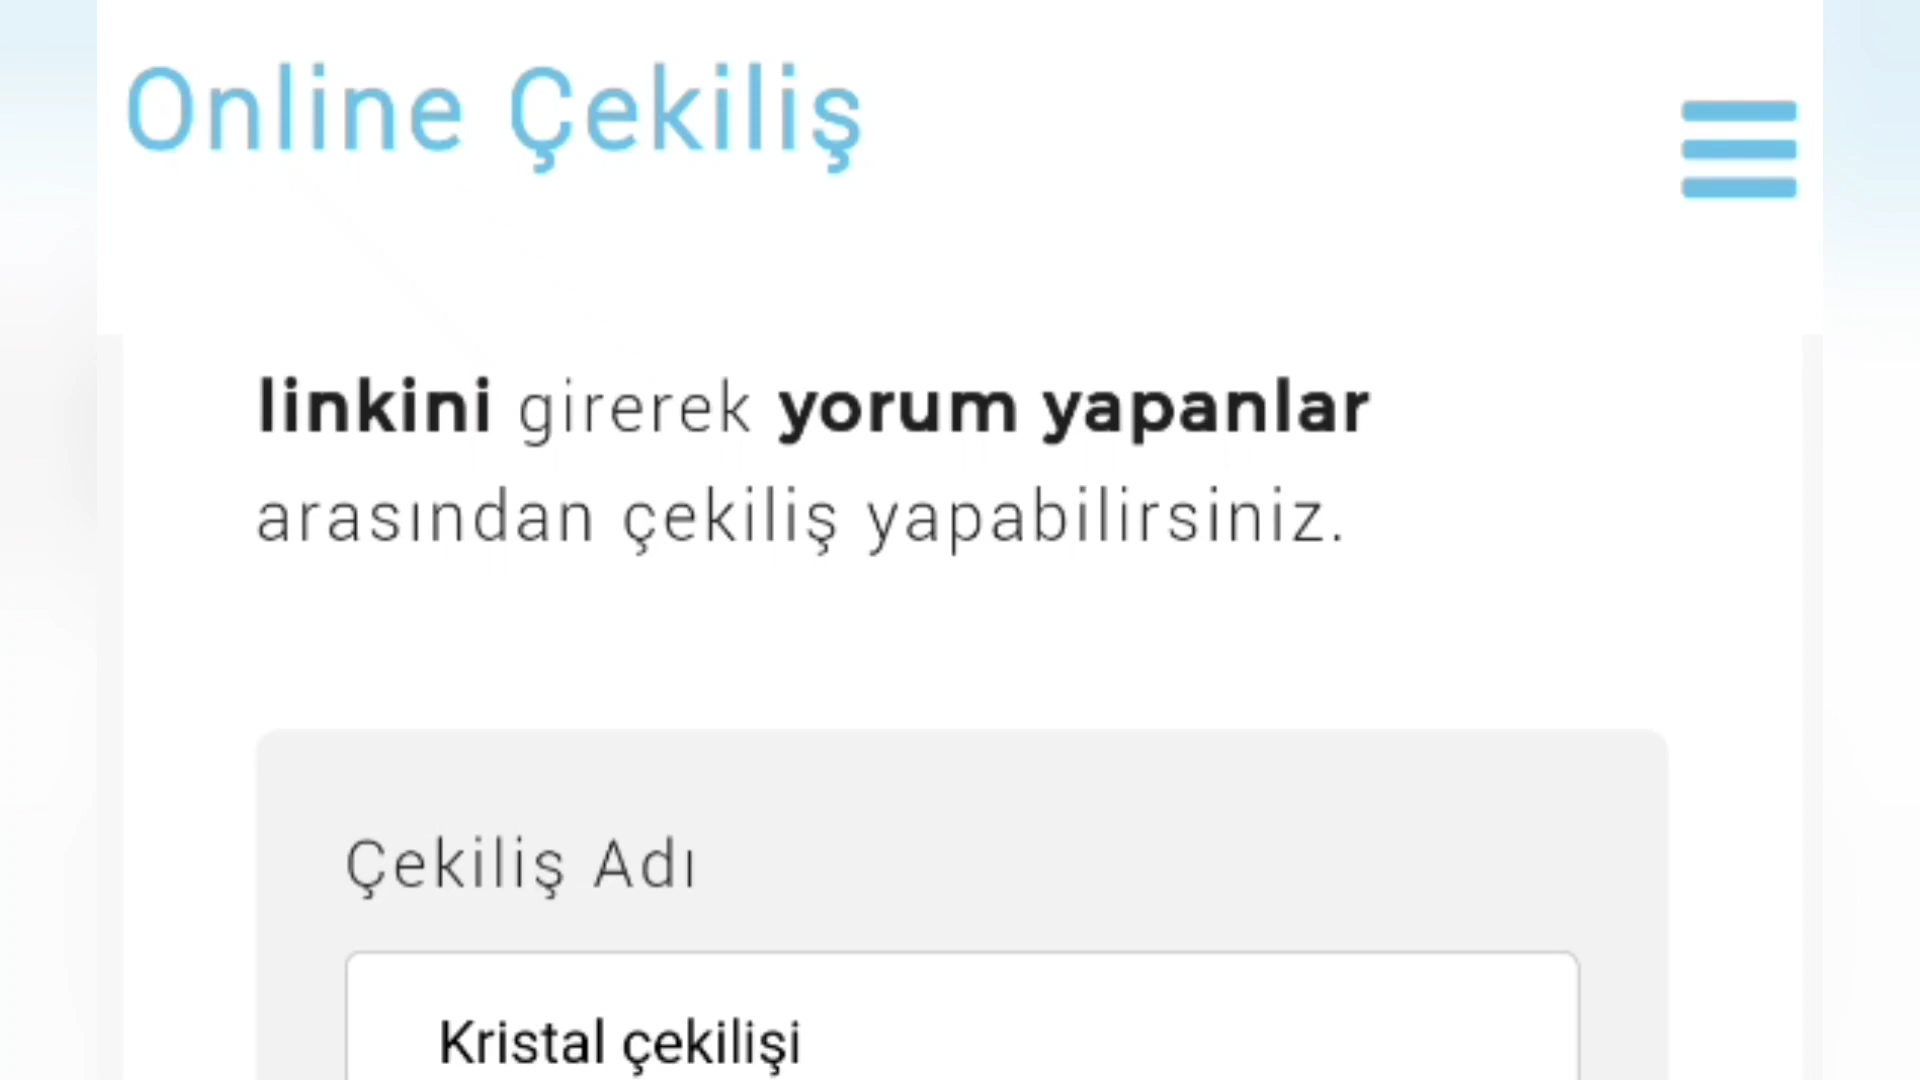 Online Çekiliş
linkini girerek yorum yapanlar
arasından çekiliş yapabilirsiniz.
Çekiliş Adı
Kristal çekilişi